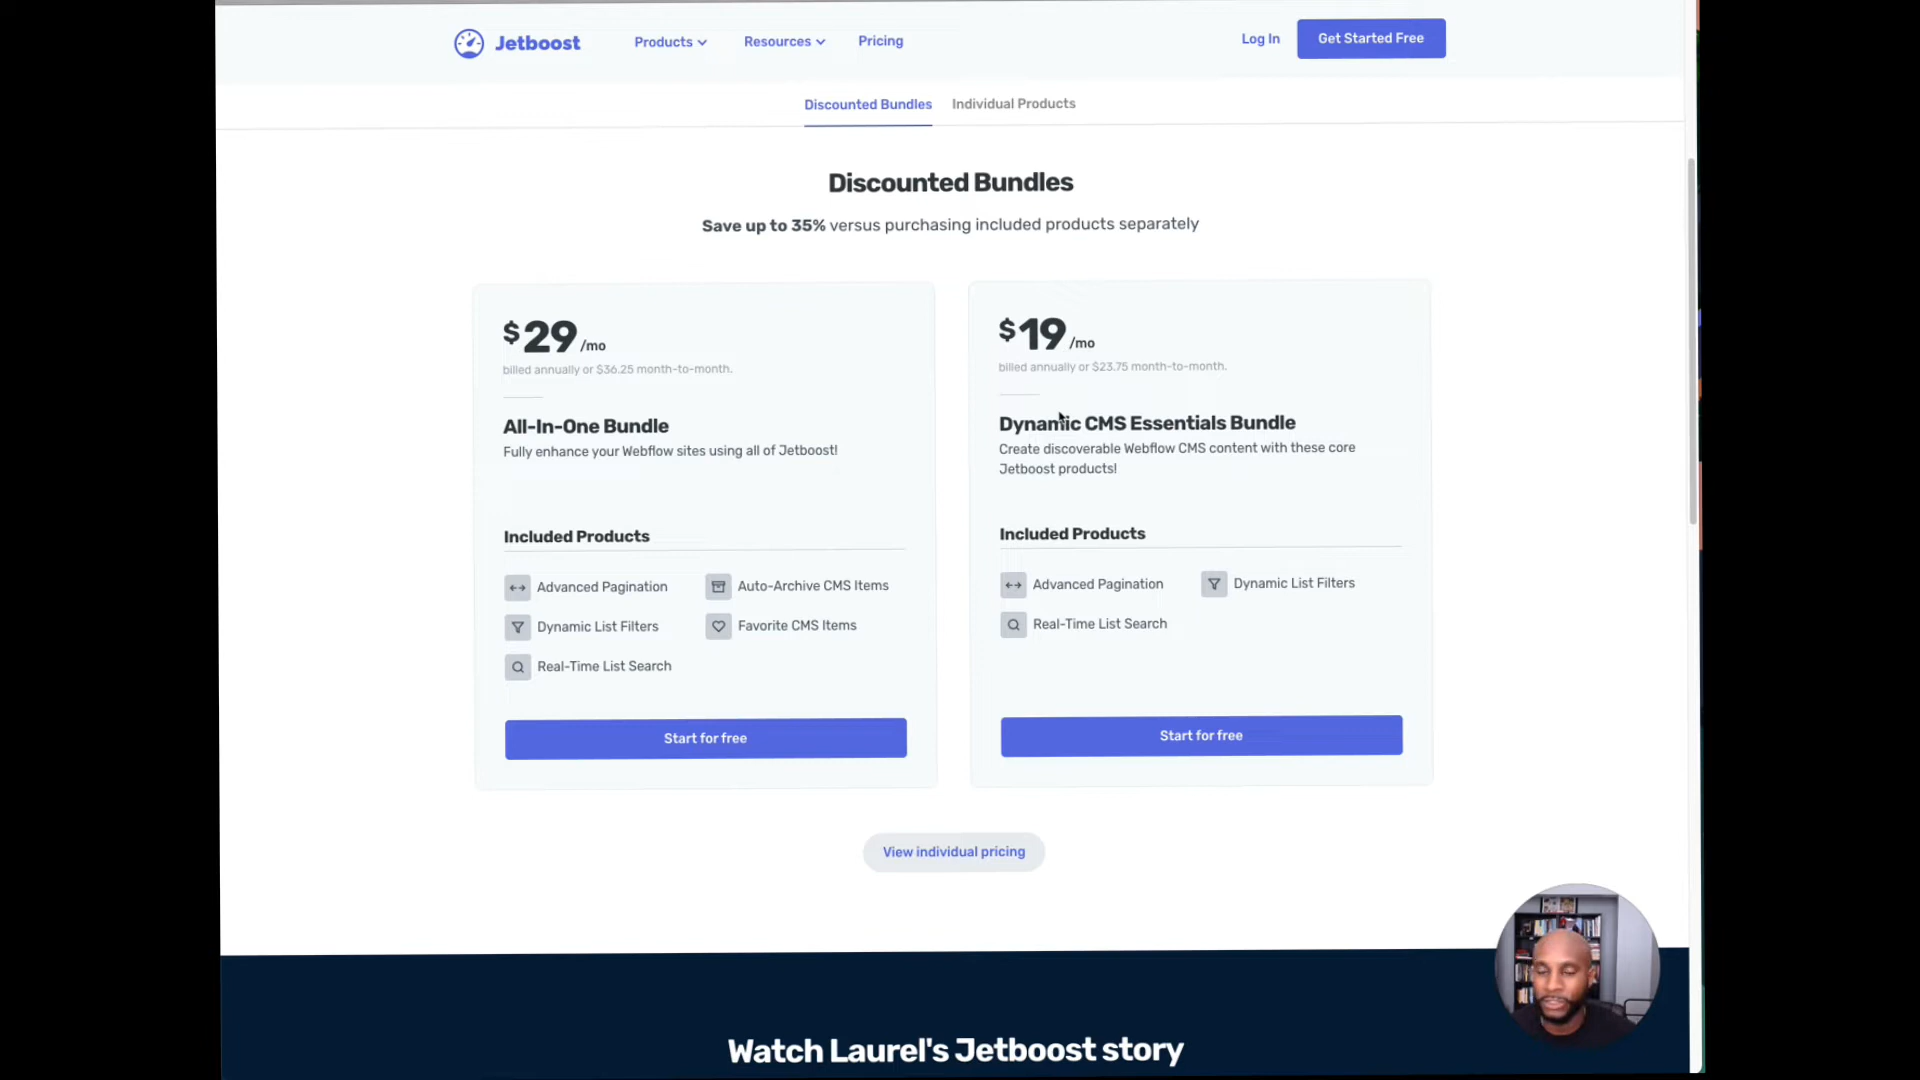 Jetboost
Products
Resources
Pricing
Log In
Get Started Free
Discounted Bundles
Individual Products
Discounted Bundles
Save up to 35% versus purchasing included products separately
$29/mo
billed annually or $36.25 month-to-month.
All-In-One Bundle
Fully enhance your Webflow sites using all of Jetboost!
Included Products
Advanced Pagination
Auto-Archive CMS Items
Dynamic List Filters
Favorite CMS Items
Real-Time List Search
Start for free
$19/mo
billed annually or $23.75 month-to-month.
Dynamic CMS Essentials Bundle
Create discoverable Webflow CMS content with these core
Jetboost products!
Included Products
Advanced Pagination
Dynamic List Filters
Real-Time List Search
Start for free
View individual pricing
Watch Laurel's Jetboost story